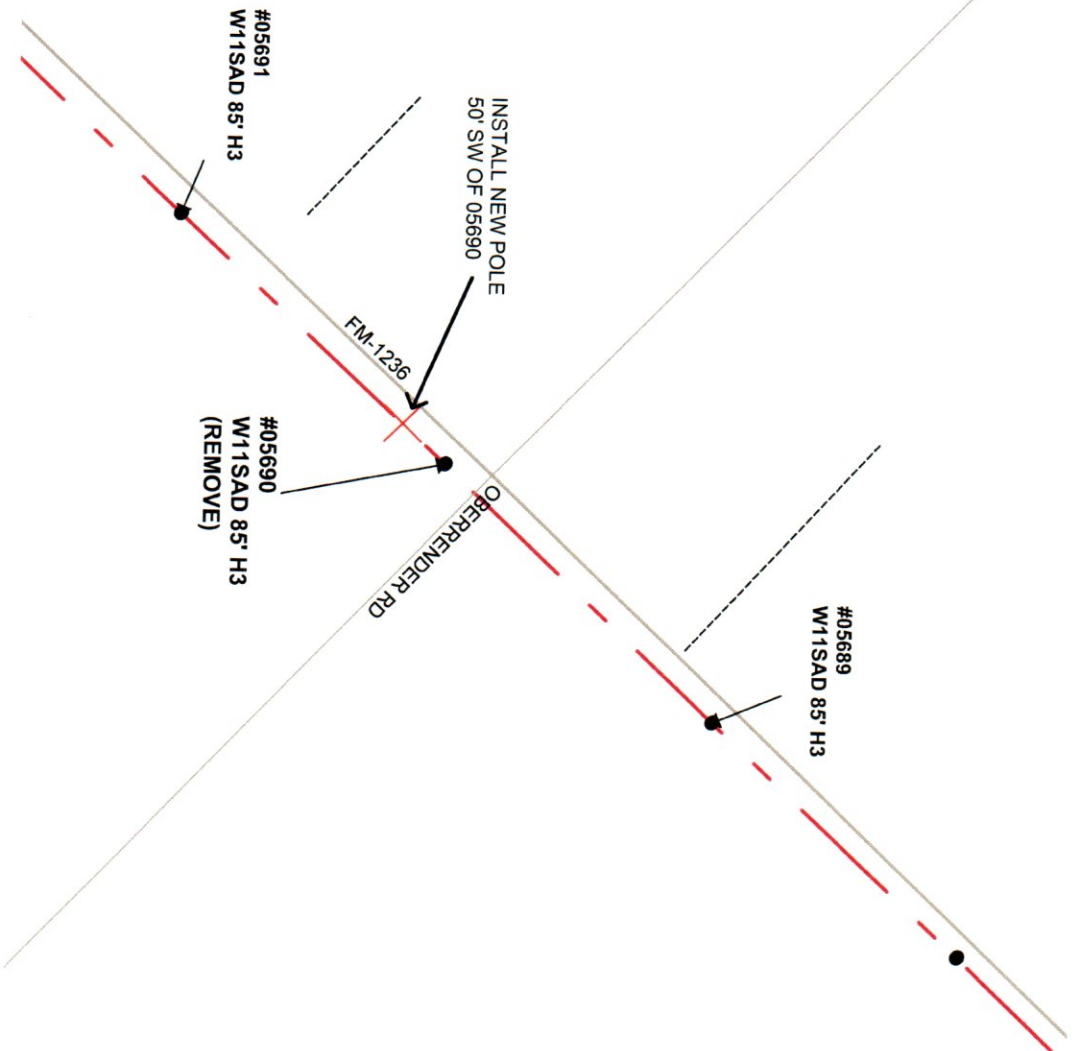 #05691
W11SAD 85' H3
INSTALL NEW POLE
50' SW OF 05690
FM-1236
#05690
W11SAD 85' H3
(REMOVE)
OBERRENDER RD
#05689
W11SAD 85' H3